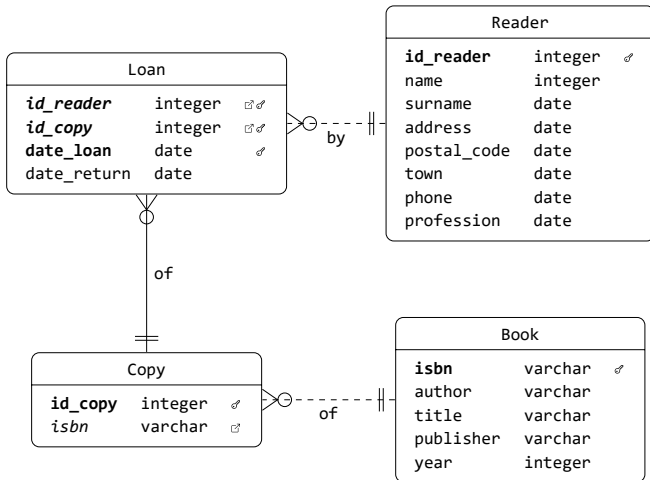 Reader
id_reader integer
name integer
surname date
address date
postal_code date
town date
phone date
profession date
Loan
id_reader integer
id_copy integer
date_loan date
date_return date
by
of
Copy
id_copy integer
isbn varchar
of
Book
isbn varchar
author varchar
title varchar
publisher varchar
year integer